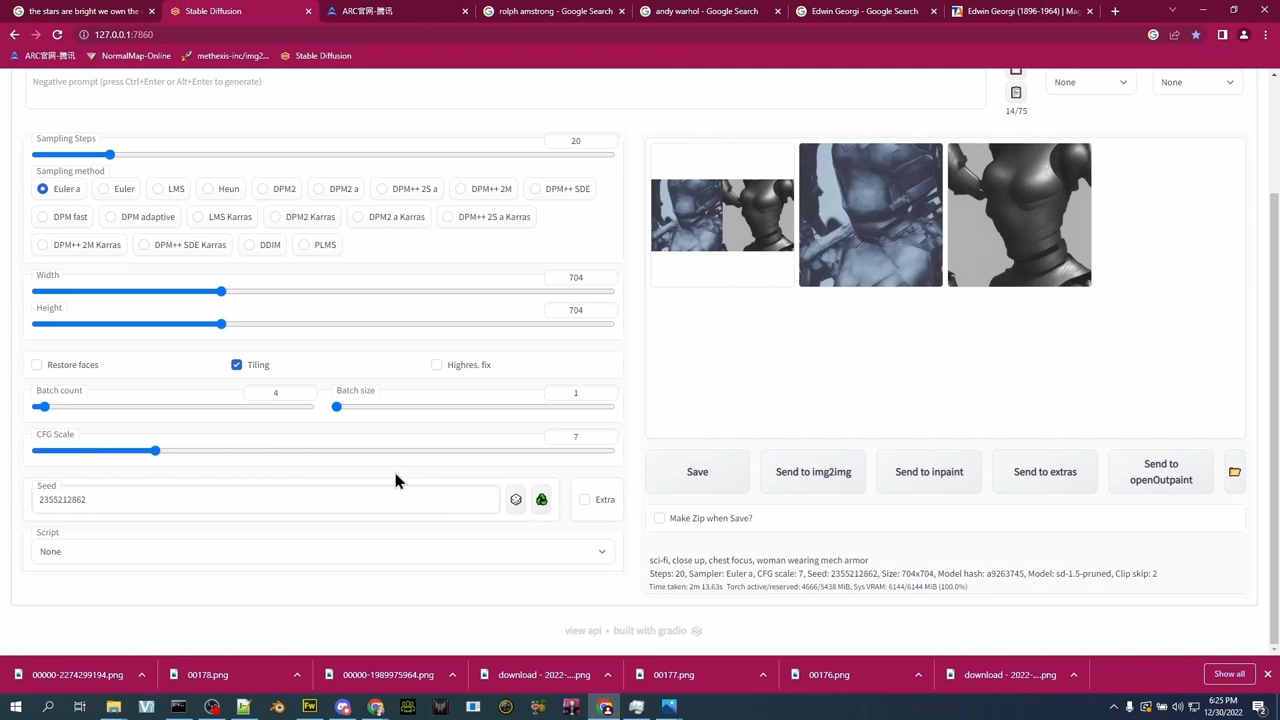 the stars are bright we own the
Stable Diffusion
ARC官网-腾讯
rolph amstrong - Google Search
andy warhol - Google Search
Edwin Georgi - Google Search
Edwin Georgi (1896-1964) | Mag
127.0.0.1:7860
ARC官网-腾讯
NormalMap-Online
methexis-inc/img2...
Stable Diffusion
Negative prompt (press Ctrl+Enter or Alt+Enter to generate)
14/75
None
None
Sampling Steps
20
Sampling method
Euler a
Euler
LMS
Heun
DPM2
DPM2 a
DPM++ 2S a
DPM++ 2M
DPM++ SDE
DPM fast
DPM adaptive
LMS Karras
DPM2 Karras
DPM2 a Karras
DPM++ 2S a Karras
DPM++ 2M Karras
DPM++ SDE Karras
DDIM
PLMS
Width
704
Height
704
Restore faces
Tiling
Highres. fix
Batch count
4
Batch size
1
CFG Scale
7
Seed
2355212862
Extra
Script
None
Save
Send to img2img
Send to inpaint
Send to extras
Send to
openOutpaint
Make Zip when Save?
sci-fi, close up, chest focus, woman wearing mech armor
Steps: 20, Sampler: Euler a, CFG scale: 7, Seed: 2355212862, Size: 704x704, Model hash: a9263745, Model: sd-1.5-pruned, Clip skip: 2
Time taken: 2m 13.63s Torch active/reserved: 4666/5438 MiB, Sys VRAM: 6144/6144 MiB (100.0%)
view api • built with gradio
00000-2274299194.png
00178.png
00000-1989975964.png
download - 2022-....png
00177.png
00176.png
download - 2022-....png
Show all
6:25 PM
12/30/2022
2